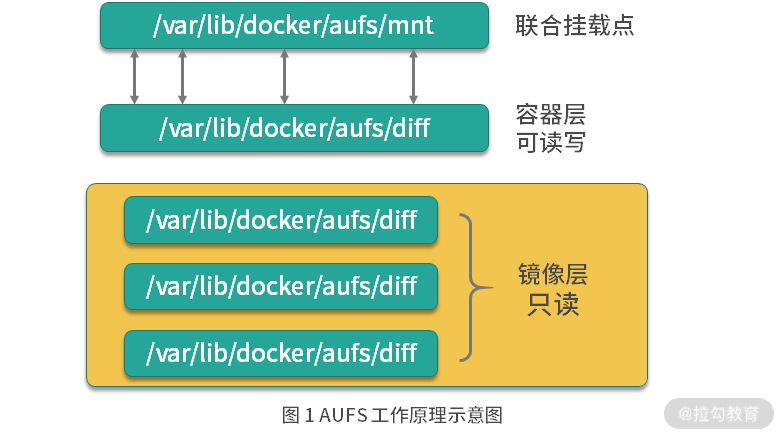 /var/lib/docker/aufs/mnt
联合挂载点
/var/lib/docker/aufs/diff
容器层
可读写
/var/lib/docker/aufs/diff
/var/lib/docker/aufs/diff
/var/lib/docker/aufs/diff
镜像层
只读
图 1 AUFS 工作原理示意图
@拉勾教育